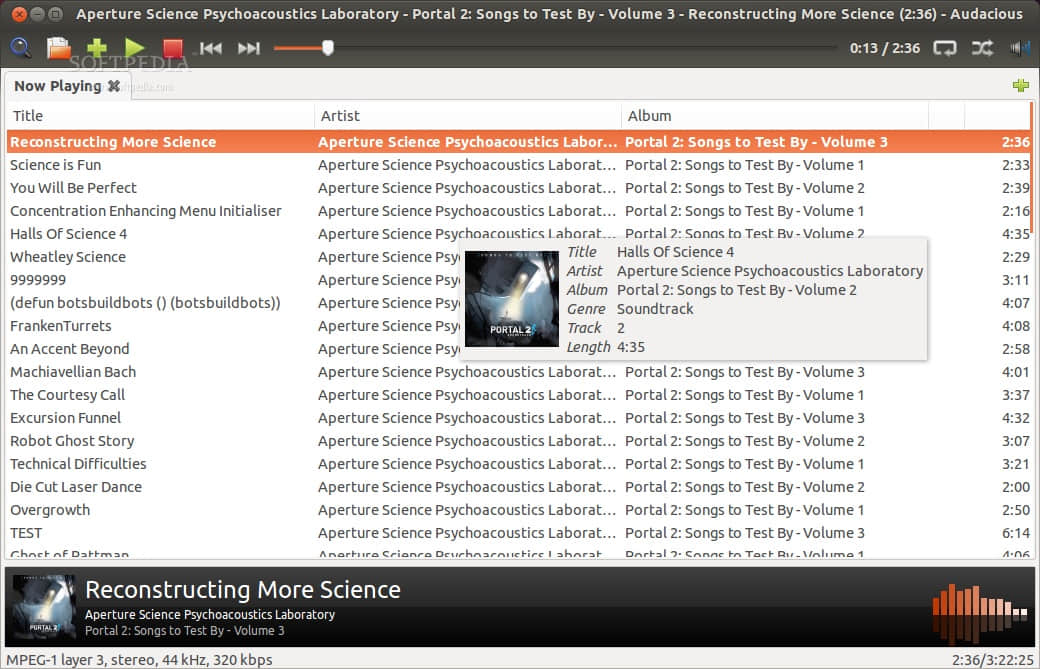 Aperture Science Psychoacoustics Laboratory - Portal 2: Songs to Test By - Volume 3 - Reconstructing More Science (2:36) - Audacious
0:13 / 2:36
SOFTPEDIA
Now Playing
Title Artist Album
Reconstructing More Science Aperture Science Psychoacoustics Labor... Portal 2: Songs to Test By - Volume 3 2:36
Science is Fun Aperture Science Psychoacoustics Laborat... Portal 2: Songs to Test By - Volume 1 2:33
You Will Be Perfect Aperture Science Psychoacoustics Laborat... Portal 2: Songs to Test By - Volume 2 2:39
Concentration Enhancing Menu Initialiser Aperture Science Psychoacoustics Laborat... Portal 2: Songs to Test By - Volume 1 2:16
Halls Of Science 4 Aperture Science Psychoacoustics Laborat... Portal 2: Songs to Test By - Volume 2 4:35
Wheatley Science Aperture Science Psy 2:29
9999999 Aperture Science Psy 3:11
(defun botsbuildbots () (botsbuildbots)) Aperture Science Psy 4:07
FrankenTurrets Aperture Science Psy 4:08
An Accent Beyond Aperture Science Psy 2:58
Title Halls Of Science 4
Artist Aperture Science Psychoacoustics Laboratory
Album Portal 2: Songs to Test By - Volume 2
Genre Soundtrack
Track 2
Length 4:35
PORTAL 2
Machiavellian Bach Aperture Science Psychoacoustics Laborat... Portal 2: Songs to Test By - Volume 3 4:01
The Courtesy Call Aperture Science Psychoacoustics Laborat... Portal 2: Songs to Test By - Volume 1 3:37
Excursion Funnel Aperture Science Psychoacoustics Laborat... Portal 2: Songs to Test By - Volume 3 4:32
Robot Ghost Story Aperture Science Psychoacoustics Laborat... Portal 2: Songs to Test By - Volume 2 3:07
Technical Difficulties Aperture Science Psychoacoustics Laborat... Portal 2: Songs to Test By - Volume 1 3:21
Die Cut Laser Dance Aperture Science Psychoacoustics Laborat... Portal 2: Songs to Test By - Volume 2 2:00
Overgrowth Aperture Science Psychoacoustics Laborat... Portal 2: Songs to Test By - Volume 1 2:50
TEST Aperture Science Psychoacoustics Laborat... Portal 2: Songs to Test By - Volume 3 6:14
Ghost of Rattman Aperture Science Psychoacoustics Laborat... Portal 2: Songs to Test By - Volume 1 4:06
PORTAL 2
Reconstructing More Science
Aperture Science Psychoacoustics Laboratory
Portal 2: Songs to Test By - Volume 3
MPEG-1 layer 3, stereo, 44 kHz, 320 kbps 2:36/3:22:25